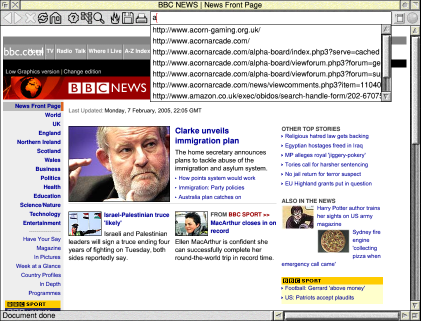 BBC NEWS | News Front Page
a
http://www.acorn-gaming.org.uk/
http://www.acornarcade.com/
http://www.acornarcade.com/alpha-board/index.php3?serve=cached
http://acornarcade.com/alpha-board/viewforum.php3?forum=ge
http://acornarcade.com/alpha-board/viewforum.php3?forum=su
http://acornarcade.com/news/viewcomments.php3?item=11040
http://www.amazon.co.uk/exec/obidos/search-handle-form/202-67075
bbc.co.uk
TV
Radio
Talk
Where I Live
A-Z Index
Low Graphics version | Change edition
BBC NEWS
News Front Page
World
UK
England
Northern Ireland
Scotland
Wales
Business
Politics
Health
Education
Science/Nature
Technology
Entertainment
Have Your Say
Magazine
In Pictures
Week at a Glance
Country Profiles
In Depth
Programmes
BBC SPORT
Last Updated: Monday, 7 February, 2005, 22:05 GMT
Clarke unveils
immigration plan
The home secretary announces
plans to tackle abuse of the
immigration and asylum system.
How points system would work
Immigration: Party policies
Australia plan catches on
Israel-Palestinian truce
'likely'
Israeli and Palestinian
leaders will sign a truce ending four
years of fighting on Tuesday, both
sides reportedly say.
FROM BBC SPORT >>
MacArthur closes in on
record
Ellen MacArthur is confident she
can successfully complete her
round-the-world trip in record time.
OTHER TOP STORIES
Religious hatred law gets backing
Egyptian hostages freed in Iraq
MP alleges royal 'jiggery-pokery'
Tories call for harsher sentencing
No jail return for terror suspect
EU High grants put in question
ALSO IN THE NEWS
Harry Potter author trains
her sights on US army
magazine
Sydney fire
engine
'collecting
pizza when
emergency call came'
BBC SPORT
Football: Gerrard 'above money'
US: Patriots accept plaudits
Document done